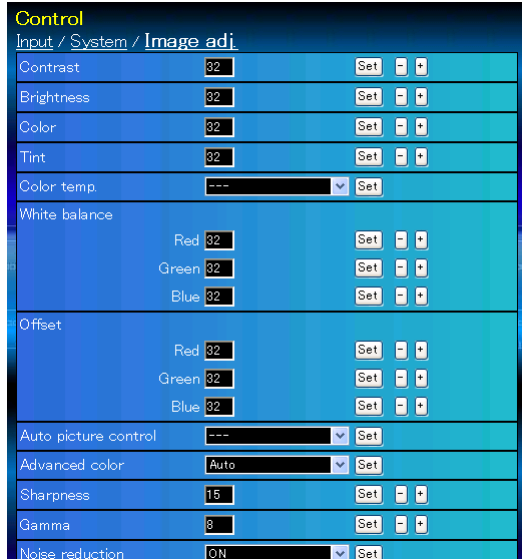 Control
Input / System / Image adj.
Contrast 32 Set - +
Brightness 32 Set - +
Color 32 Set - +
Tint 32 Set - +
Color temp. --- Set
White balance
Red 32 Set - +
Green 32 Set - +
Blue 32 Set - +
Offset
Red 32 Set - +
Green 32 Set - +
Blue 32 Set - +
Auto picture control --- Set
Advanced color Auto Set
Sharpness 15 Set - +
Gamma 8 Set - +
Noise reduction ON Set